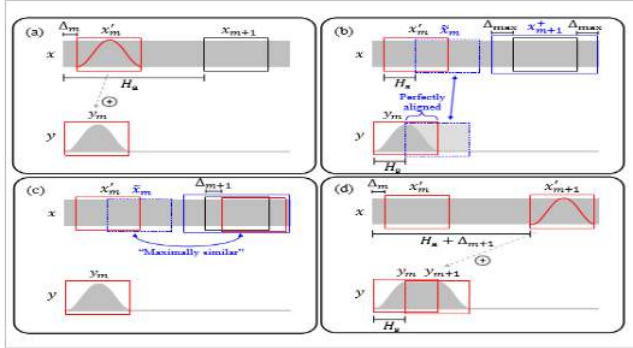 (a) Δm x′m xm+1
x
Ha
ym
y
(b) x′m x̃m Δmax x+m+1 Δmax
x
Ha
Perfectly
aligned
ym
y
Hs
(c) x′m x̃m Δm+1
x
"Maximally similar"
ym
y
(d) Δm x′m x′m+1
x
Ha + Δm+1
ym ym+1
y
Hs